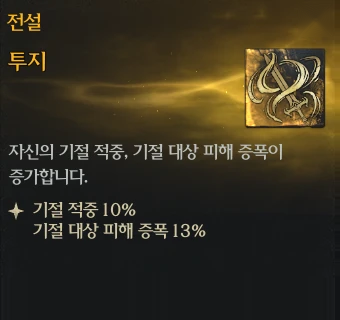 전설
투지
자신의 기절 적중, 기절 대상 피해 증폭이
증가합니다.
기절 적중 10%
기절 대상 피해 증폭 13%